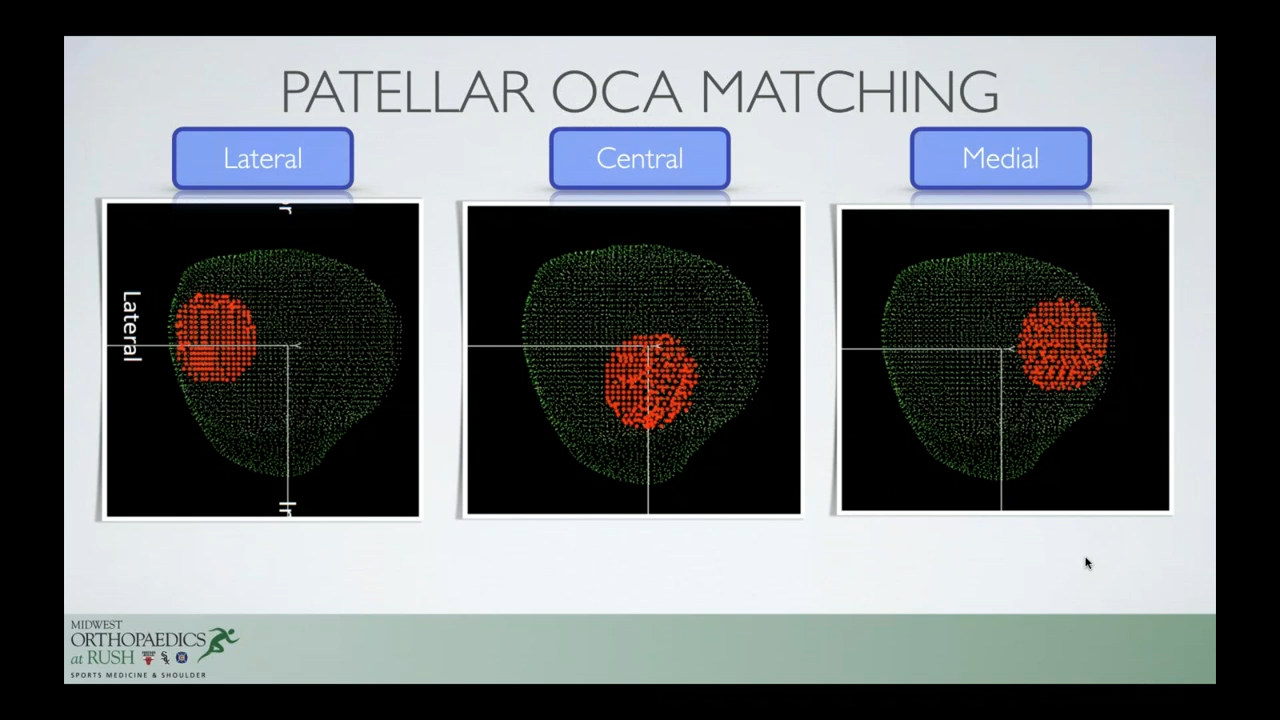 PATELLAR OCA MATCHING
Lateral
Central
Medial
Lateral
MIDWEST
ORTHOPAEDICS
at RUSH
SPORTS MEDICINE & SHOULDER